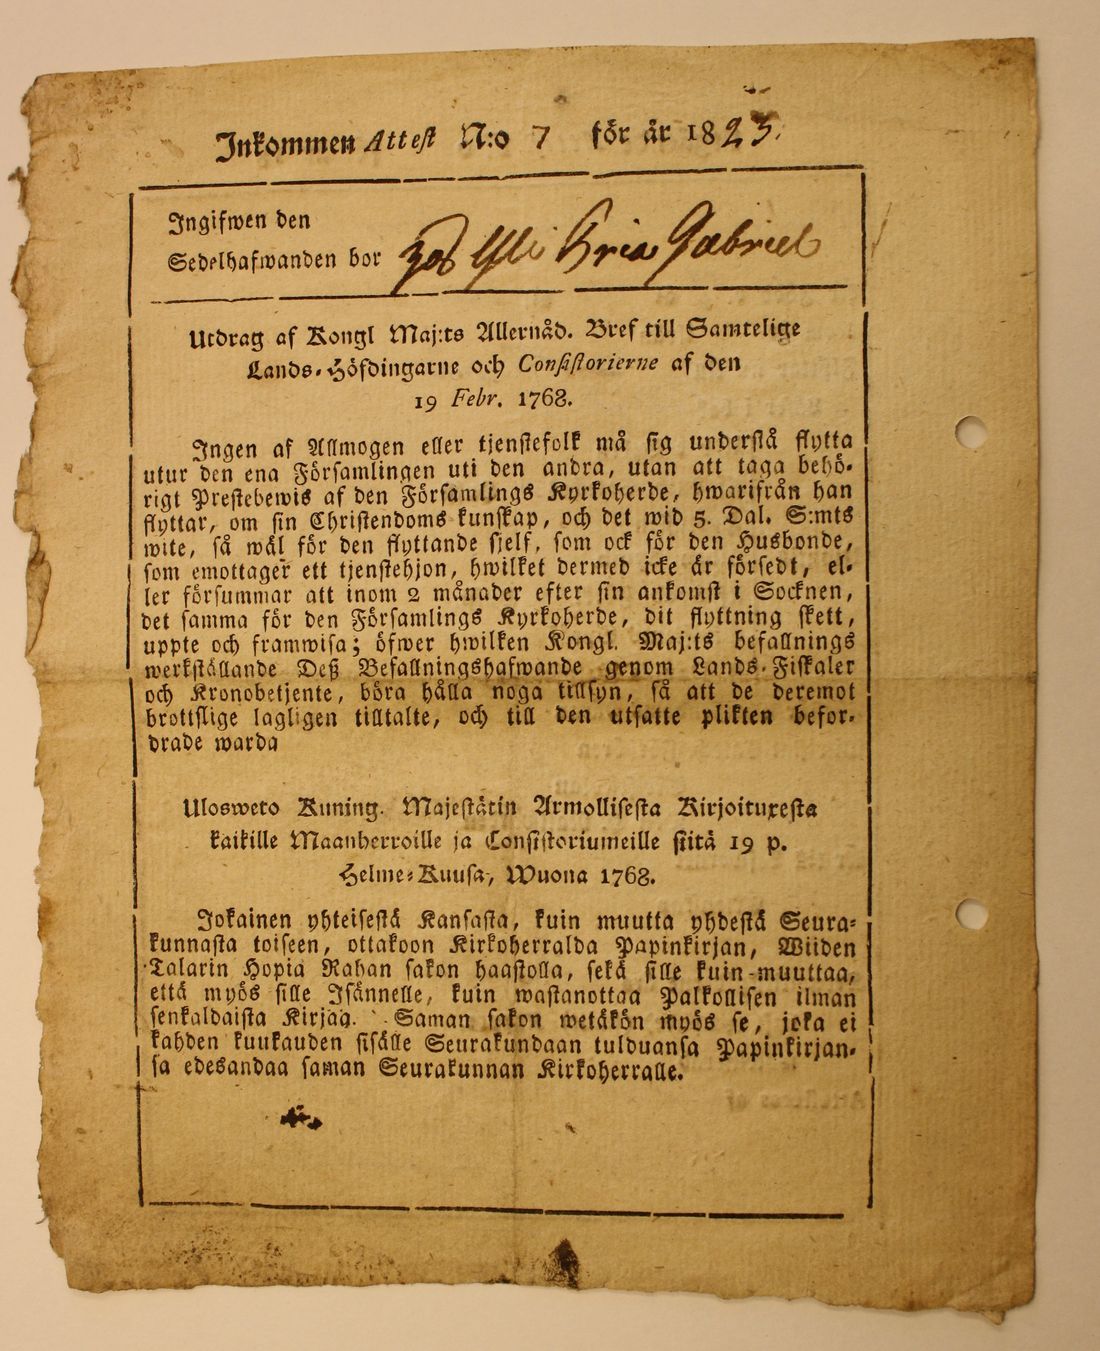 Inkommen Attest N:o 7 för år 1823.
Ingifwen den
Sedelhafwanden bor hos Yli Kria Gabriel
Utdrag af Kongl Maj:ts Allernåd. Bref till Samtelige
Lands-Höfdingarne och Consistorierne af den
19 Febr. 1768.
Ingen af Allmogen eller tjenstefolk må sig understå flytta
utur den ena Församlingen uti den andra, utan att taga behö-
rigt Prestebewis af den Församlings Kyrkoherde, hwarifrån han
flyttar, om sin Christendoms kunskap, och det wid 5. Dal. S:mts
wite, så wäl för den flyttande sjelf, som ock för den Husbonde,
som emottager ett tjenstehjon, hwilket dermed icke är försedt, el-
ler försummar att inom 2 månader efter sin ankomst i Socknen,
det samma för den Församlings Kyrkoherde, dit flyttning skett,
uppte och framwisa; öfwer hwilken Kongl. Maj:ts befallnings
werkställande Deß Befallningshafwande genom Lands-Fiskaler
och Kronobetjente, böra hålla noga tillsyn, så att de deremot
brottslige lagligen tilltalte, och till den utsatte plikten befor-
drade warda
Ulosweto Kuning. Majestätin Armollisesta Kirjoituxesta
kaikille Maanherroille ja Consistoriumeille siitä 19 p.
Helme-Kuusa, Wuona 1768.
Jokainen yhteisestä Kansasta, kuin muutta yhdestä Seura-
kunnasta toiseen, ottakoon Kirkoherralda Papinkirjan, Wiiden
Talarin Hopia Rahan sakon haastolla, sekä sille kuin muuttaa,
että myös sille Isännelle, kuin wastanottaa Palkollisen ilman
senkaldaista Kirjaa. Saman sakon wetäkön myös se, joka ei
kahden kuukauden sisälle Seurakundaan tulduansa Papinkirjan-
sa edesandaa saman Seurakunnan Kirkoherralle.